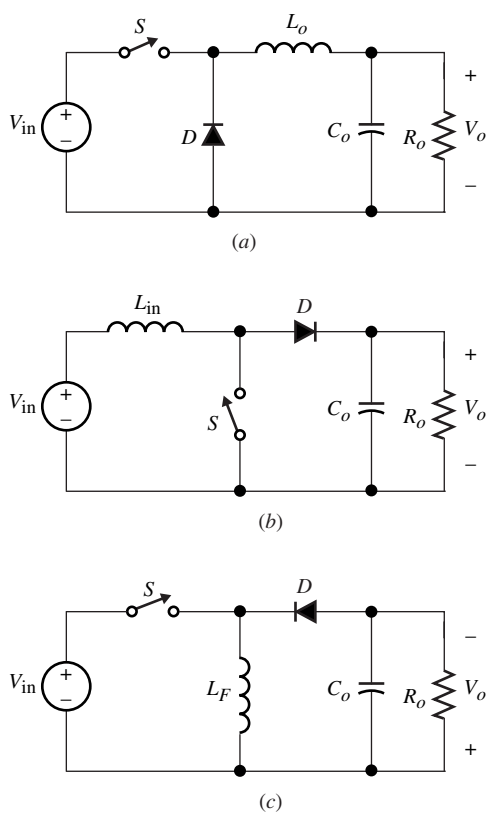 S
L_o
V_in
+
−
D
C_o
R_o
+
V_o
−
(a)
L_in
D
V_in
+
−
S
C_o
R_o
+
V_o
−
(b)
S
D
V_in
+
−
L_F
C_o
R_o
−
V_o
+
(c)